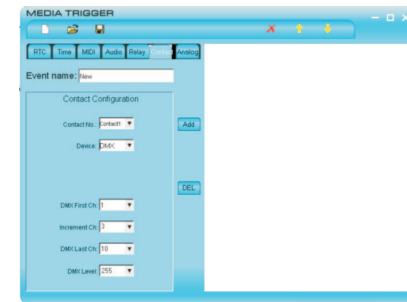 MEDIA TRIGGER
RTC Time MIDI Audio Relay Contact Analog
Event name: New
Contact Configuration
Contact No.: Contact1
Add
Device: DMX
DEL
DMX First Ch: 1
Increment Ch: 3
DMX Last Ch: 10
DMX Level: 255